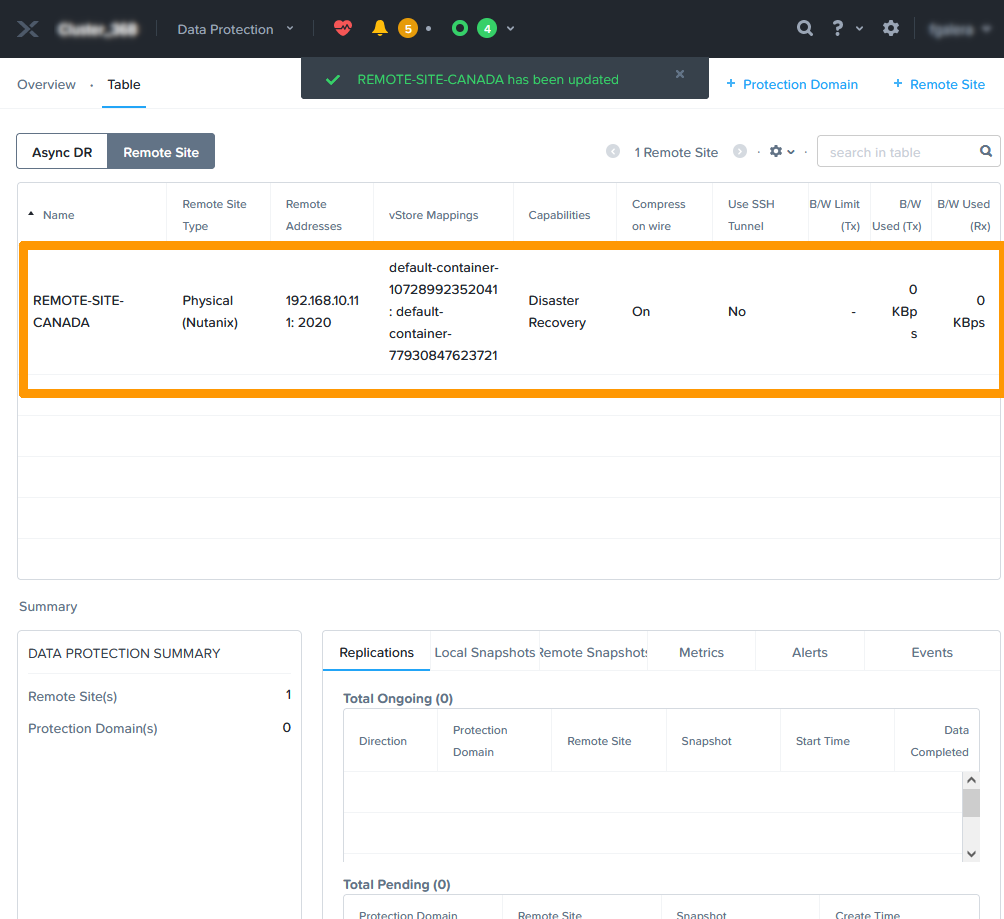 Data Protection
5
4
?
REMOTE-SITE-CANADA has been updated
Overview
Table
+ Protection Domain
+ Remote Site
Async DR
Remote Site
1 Remote Site
search in table
Name
Remote Site
Type
Remote
Addresses
vStore Mappings
Capabilities
Compress
on wire
Use SSH
Tunnel
B/W Limit
(Tx)
B/W
Used (Tx)
B/W Used
(Rx)
REMOTE-SITE-
CANADA
Physical
(Nutanix)
192.168.10.11
1: 2020
default-container-
10728992352041
: default-
container-
77930847623721
Disaster
Recovery
On
No
-
0
KBp
s
0
KBps
Summary
DATA PROTECTION SUMMARY
Remote Site(s)
1
Protection Domain(s)
0
Replications
Local Snapshots
Remote Snapshots
Metrics
Alerts
Events
Total Ongoing (0)
Direction
Protection
Domain
Remote Site
Snapshot
Start Time
Data
Completed
Total Pending (0)
Protection Domain
Remote Site
Snapshot
Create Time